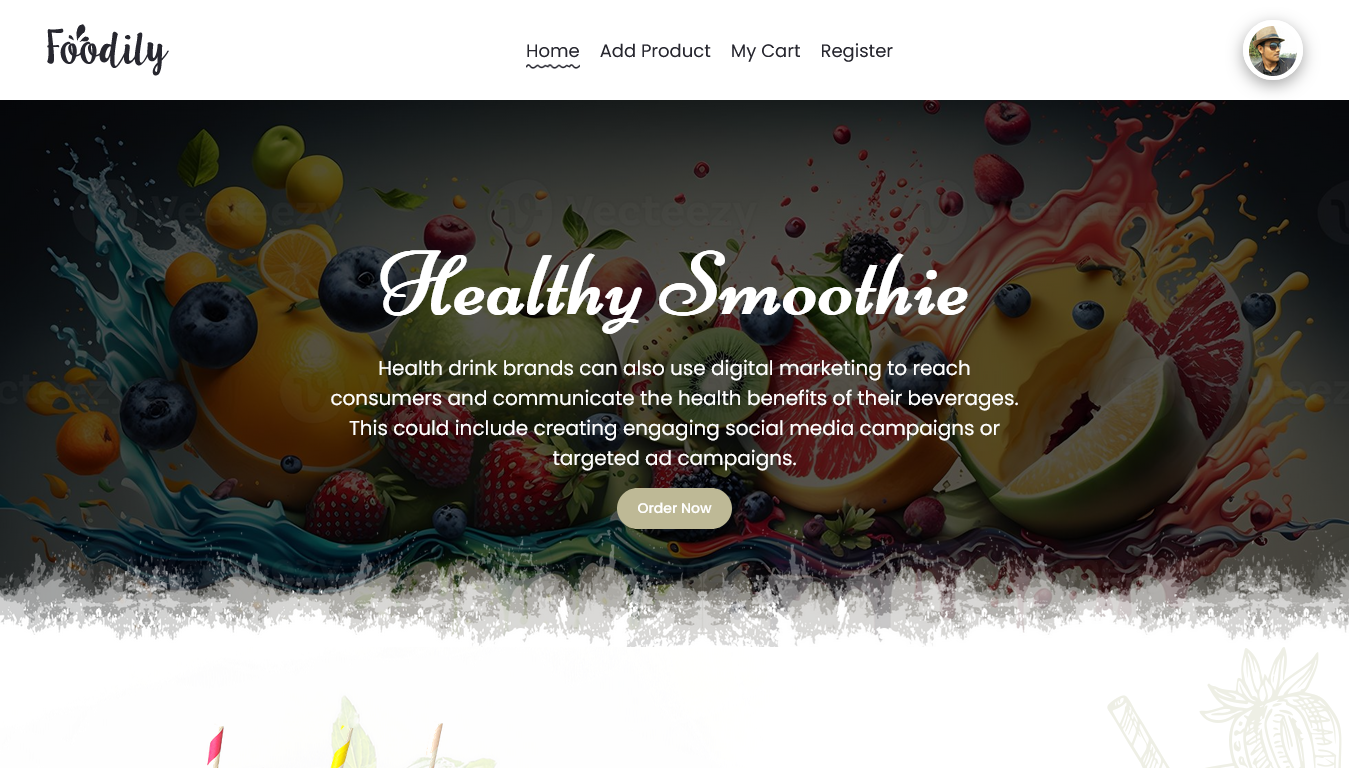 Foodily
Home Add Product My Cart Register
Healthy Smoothie
Health drink brands can also use digital marketing to reach
consumers and communicate the health benefits of their beverages.
This could include creating engaging social media campaigns or
targeted ad campaigns.
Order Now